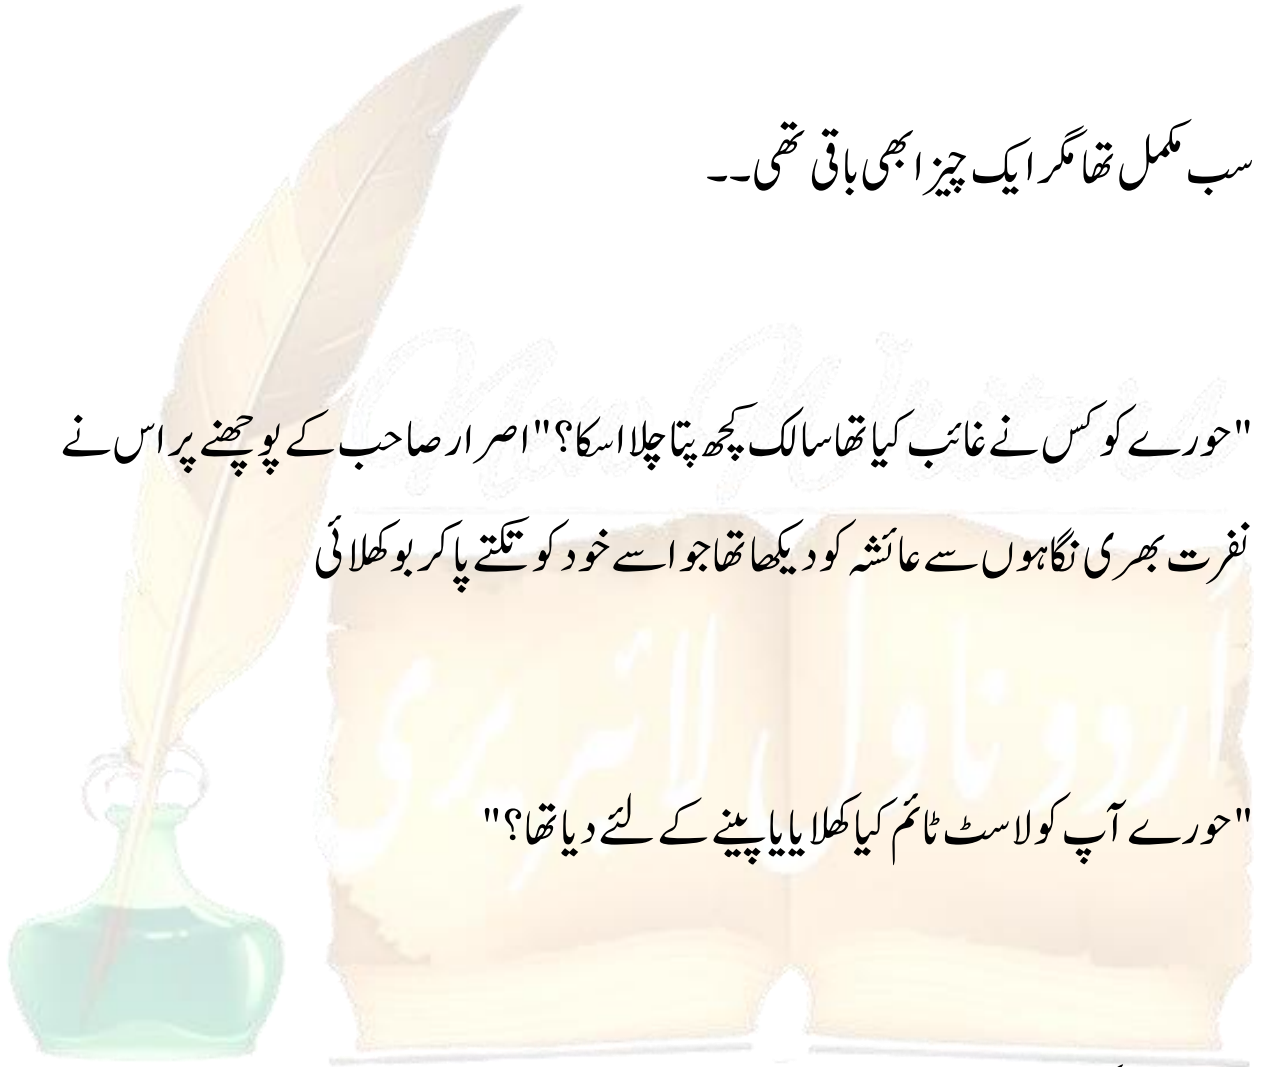 سب مکمل تھا مگر ایک چیز ابھی باقی تھی۔۔
"حورے کو کس نے غائب کیا تھا سالک کچھ پتا چلا اسکا؟" اصرار صاحب کے پوچھنے پر اس نے
نفرت بھری نگاہوں سے عائشہ کو دیکھا تھا جو اسے خود کو تکتے پا کر بوکھلائی
اُردو ناول لائبریری
"حورے آپ کو لاسٹ ٹائم کیا کھلایا یا پینے کے لئے دیا تھا؟"